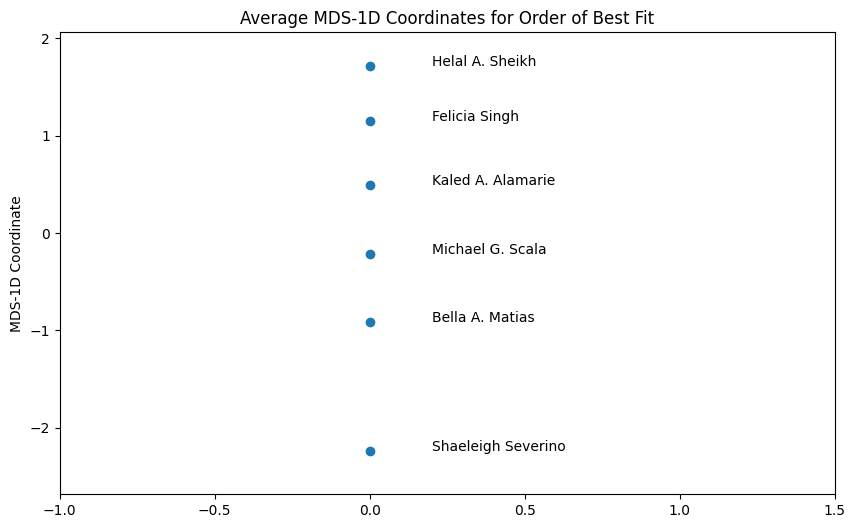 Average MDS-1D Coordinates for Order of Best Fit
2
Helal A. Sheikh
Felicia Singh
1
Kaled A. Alamarie
0
Michael G. Scala
MDS-1D Coordinate
Bella A. Matias
−1
−2
Shaeleigh Severino
−1.0 −0.5 0.0 0.5 1.0 1.5